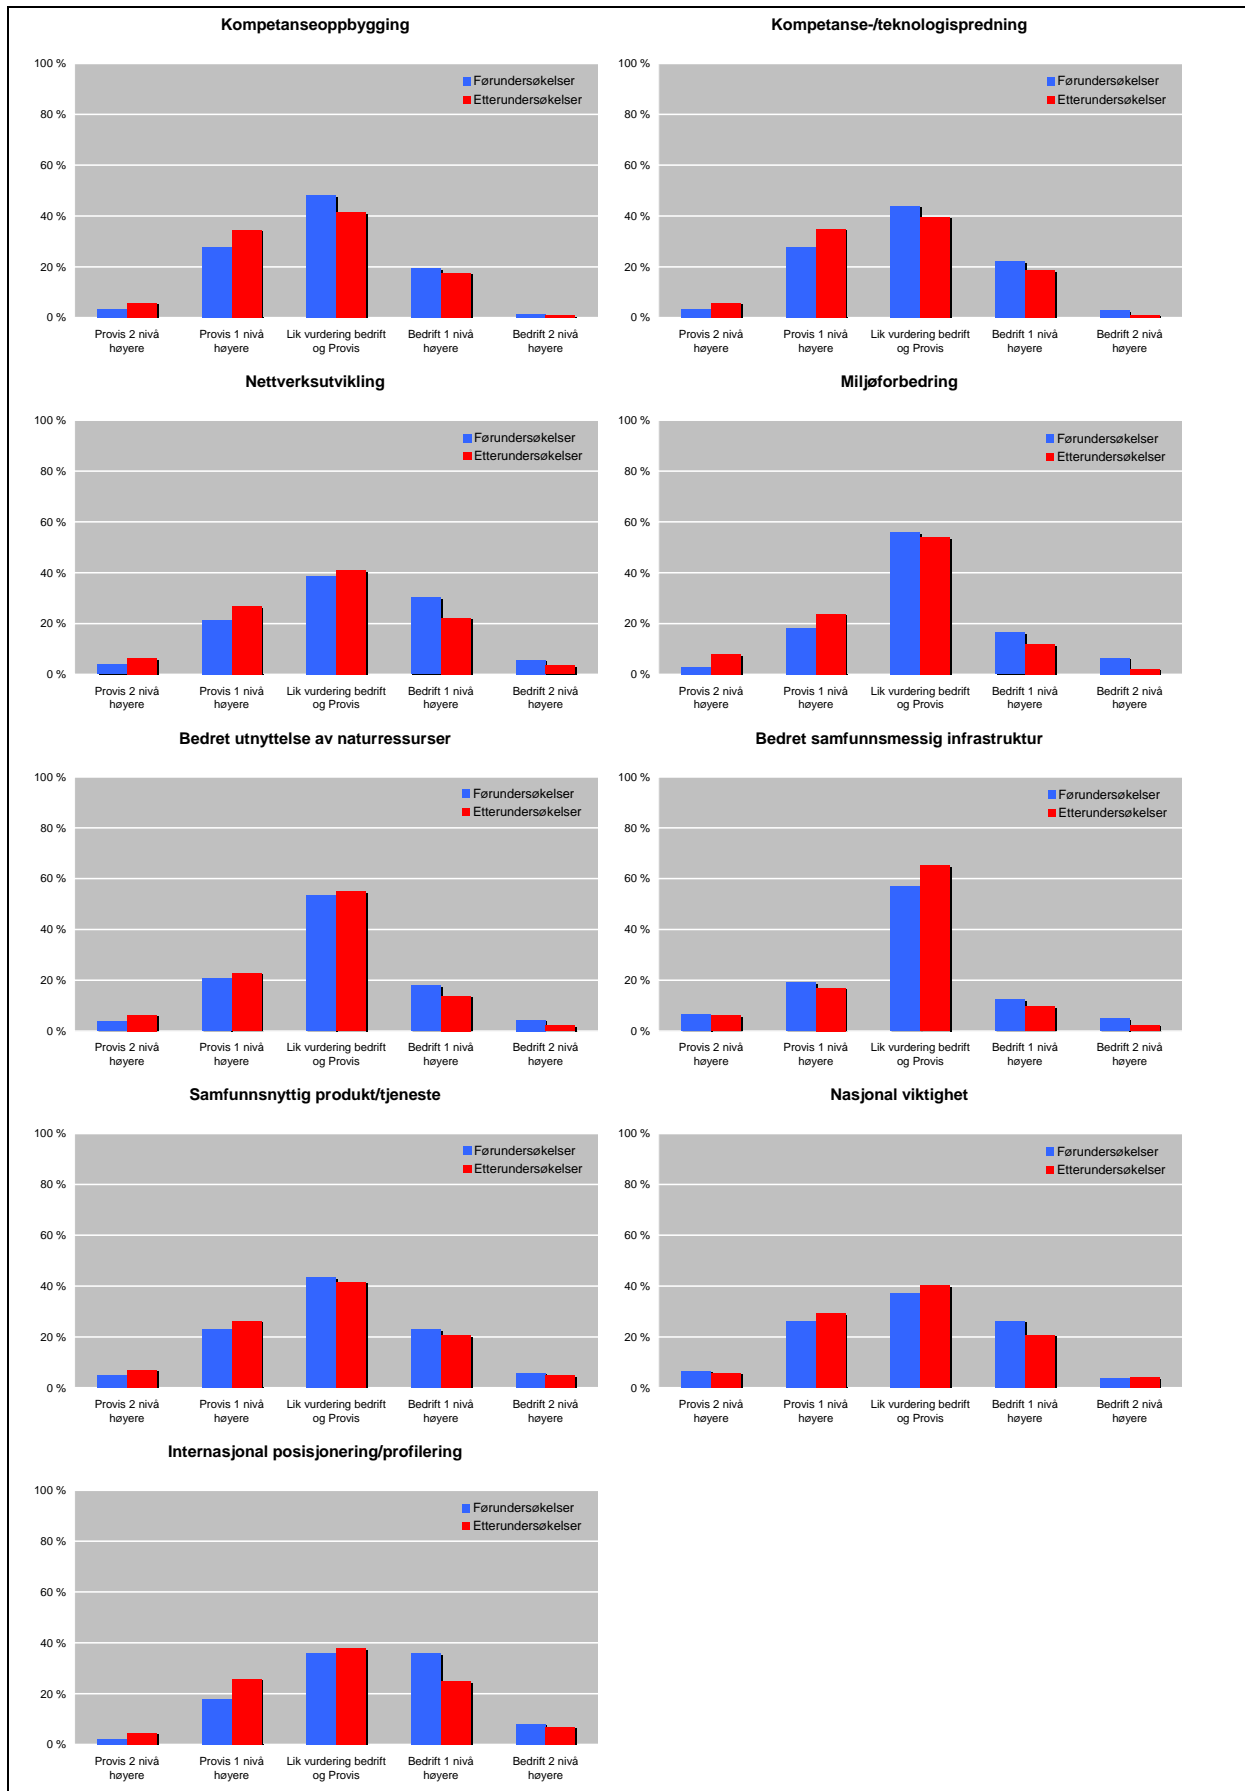 Kompetanseoppbygging
100 %
80 %
60 %
40 %
20 %
0 %
Førundersøkelser
Etterundersøkelser
Provis 2 nivå
høyere
Provis 1 nivå
høyere
Lik vurdering bedrift
og Provis
Bedrift 1 nivå
høyere
Bedrift 2 nivå
høyere
Kompetanse-/teknologispredning
100 %
80 %
60 %
40 %
20 %
0 %
Førundersøkelser
Etterundersøkelser
Provis 2 nivå
høyere
Provis 1 nivå
høyere
Lik vurdering bedrift
og Provis
Bedrift 1 nivå
høyere
Bedrift 2 nivå
høyere
Nettverksutvikling
100 %
80 %
60 %
40 %
20 %
0 %
Førundersøkelser
Etterundersøkelser
Provis 2 nivå
høyere
Provis 1 nivå
høyere
Lik vurdering bedrift
og Provis
Bedrift 1 nivå
høyere
Bedrift 2 nivå
høyere
Miljøforbedring
100 %
80 %
60 %
40 %
20 %
0 %
Førundersøkelser
Etterundersøkelser
Provis 2 nivå
høyere
Provis 1 nivå
høyere
Lik vurdering bedrift
og Provis
Bedrift 1 nivå
høyere
Bedrift 2 nivå
høyere
Bedret utnyttelse av naturressurser
100 %
80 %
60 %
40 %
20 %
0 %
Førundersøkelser
Etterundersøkelser
Provis 2 nivå
høyere
Provis 1 nivå
høyere
Lik vurdering bedrift
og Provis
Bedrift 1 nivå
høyere
Bedrift 2 nivå
høyere
Bedret samfunnsmessig infrastruktur
100 %
80 %
60 %
40 %
20 %
0 %
Førundersøkelser
Etterundersøkelser
Provis 2 nivå
høyere
Provis 1 nivå
høyere
Lik vurdering bedrift
og Provis
Bedrift 1 nivå
høyere
Bedrift 2 nivå
høyere
Samfunnsnyttig produkt/tjeneste
100 %
80 %
60 %
40 %
20 %
0 %
Førundersøkelser
Etterundersøkelser
Provis 2 nivå
høyere
Provis 1 nivå
høyere
Lik vurdering bedrift
og Provis
Bedrift 1 nivå
høyere
Bedrift 2 nivå
høyere
Nasjonal viktighet
100 %
80 %
60 %
40 %
20 %
0 %
Førundersøkelser
Etterundersøkelser
Provis 2 nivå
høyere
Provis 1 nivå
høyere
Lik vurdering bedrift
og Provis
Bedrift 1 nivå
høyere
Bedrift 2 nivå
høyere
Internasjonal posisjonering/profilering
100 %
80 %
60 %
40 %
20 %
0 %
Førundersøkelser
Etterundersøkelser
Provis 2 nivå
høyere
Provis 1 nivå
høyere
Lik vurdering bedrift
og Provis
Bedrift 1 nivå
høyere
Bedrift 2 nivå
høyere